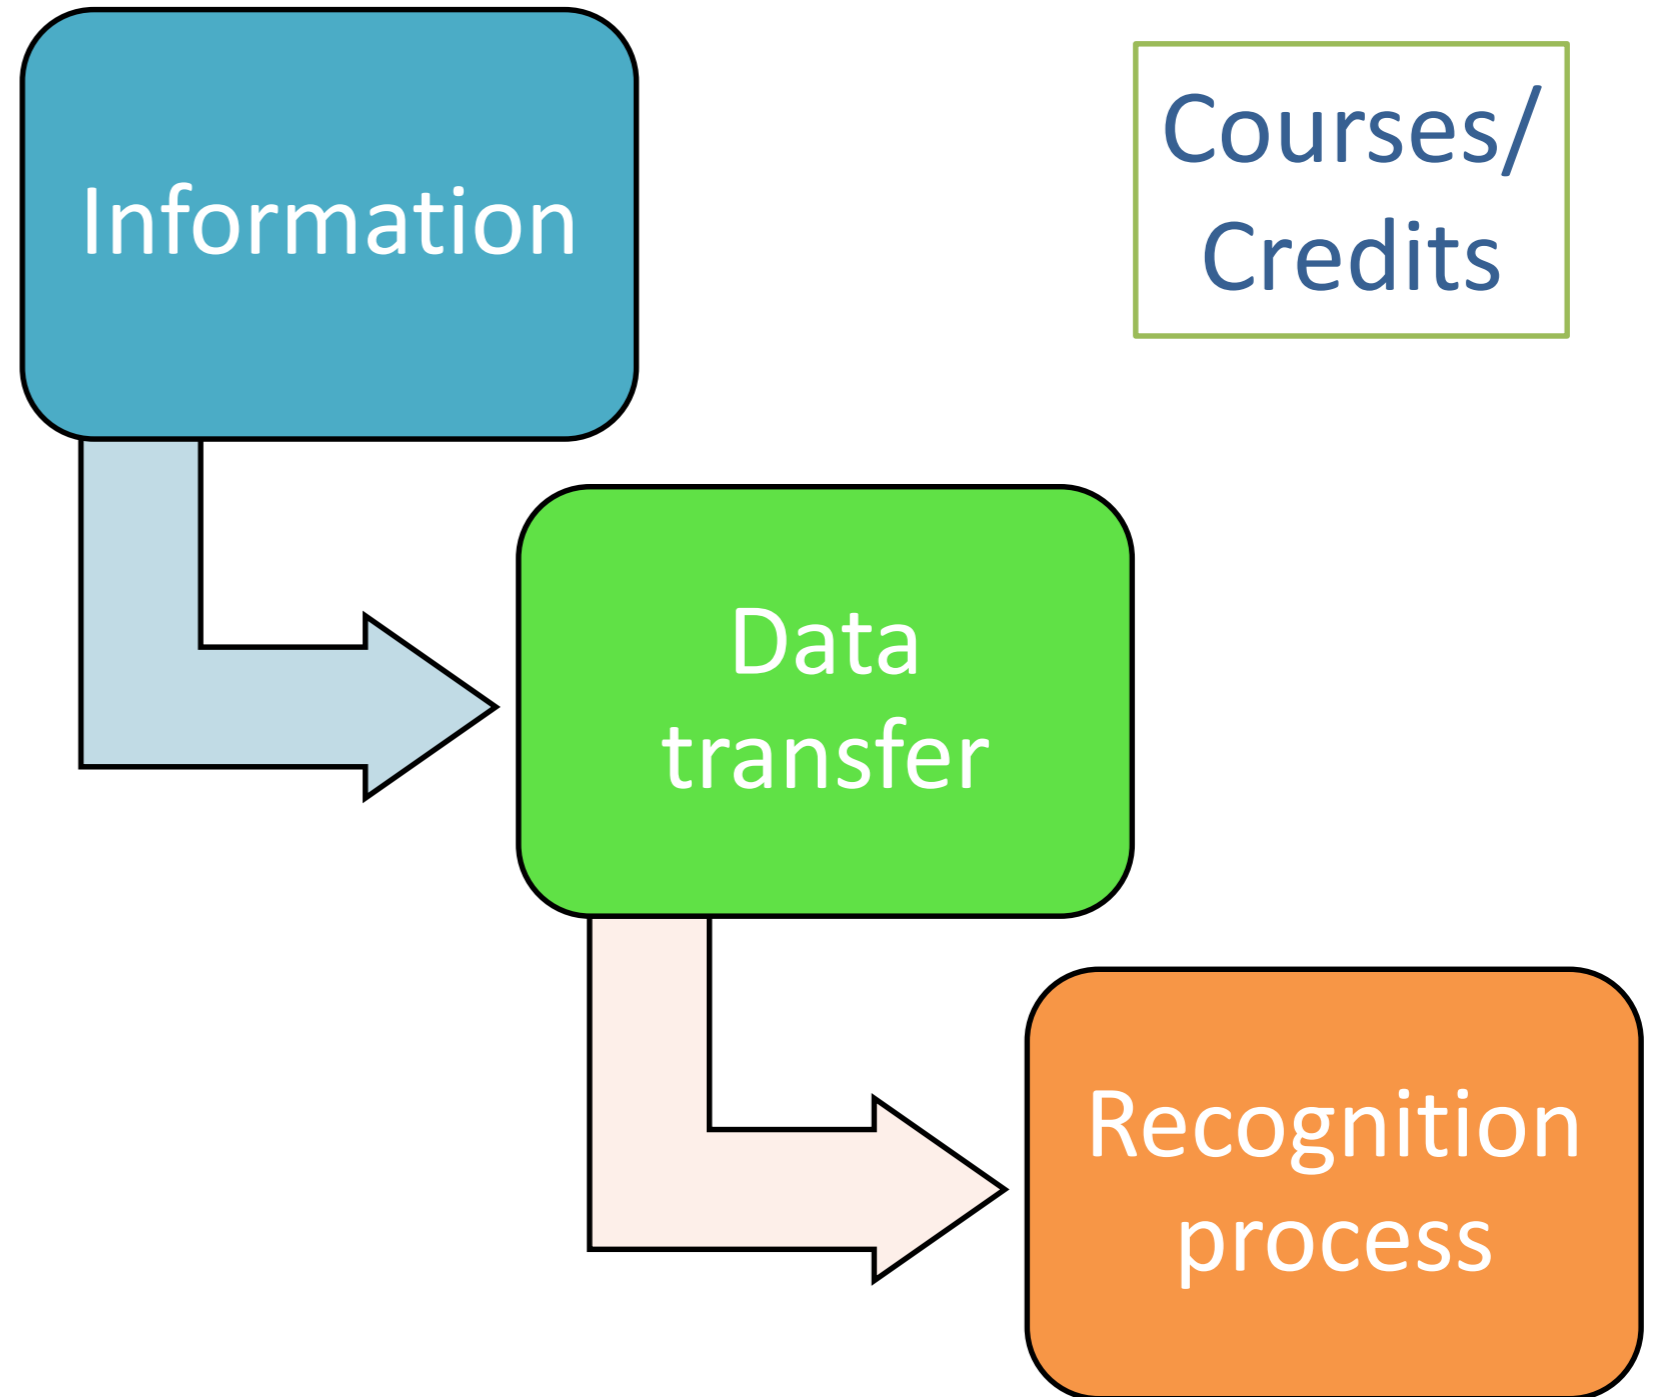 Information
Courses/
Credits
Data
transfer
Recognition
process